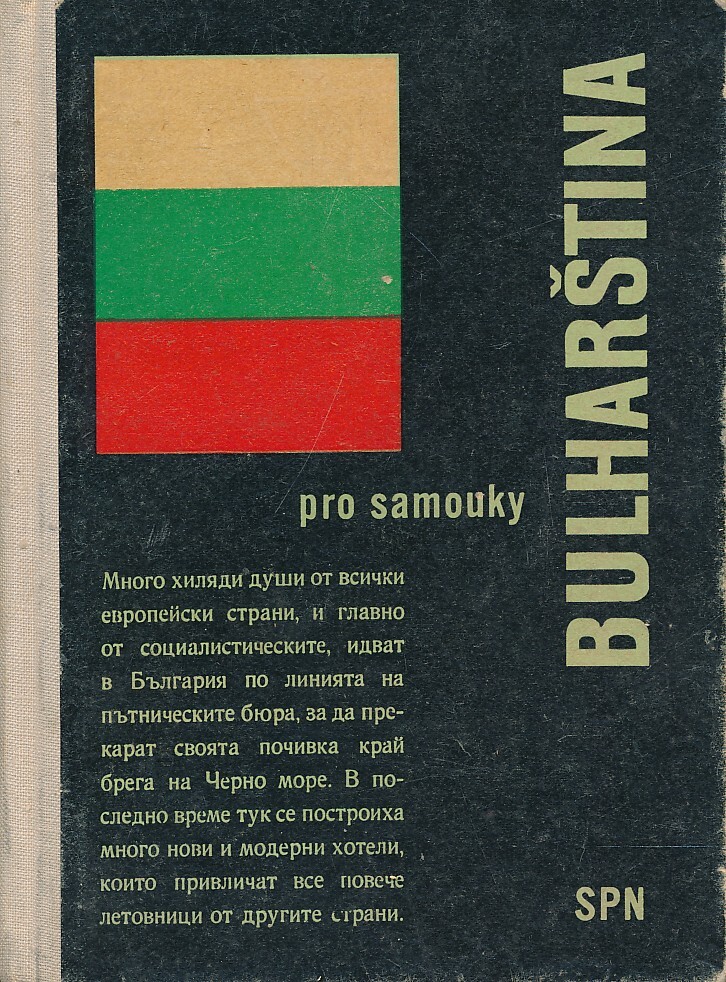 BULHARŠTINA
pro samouky
Много хиляди души от всички
европейски страни, и главно
от социалистическите, идват
в България по линията на
пътническите бюра, за да пре-
карат своята почивка край
брега на Черно море. В по-
следно време тук се построиха
много нови и модерни хотели,
които привличат все повече
летовници от другите страни.
SPN